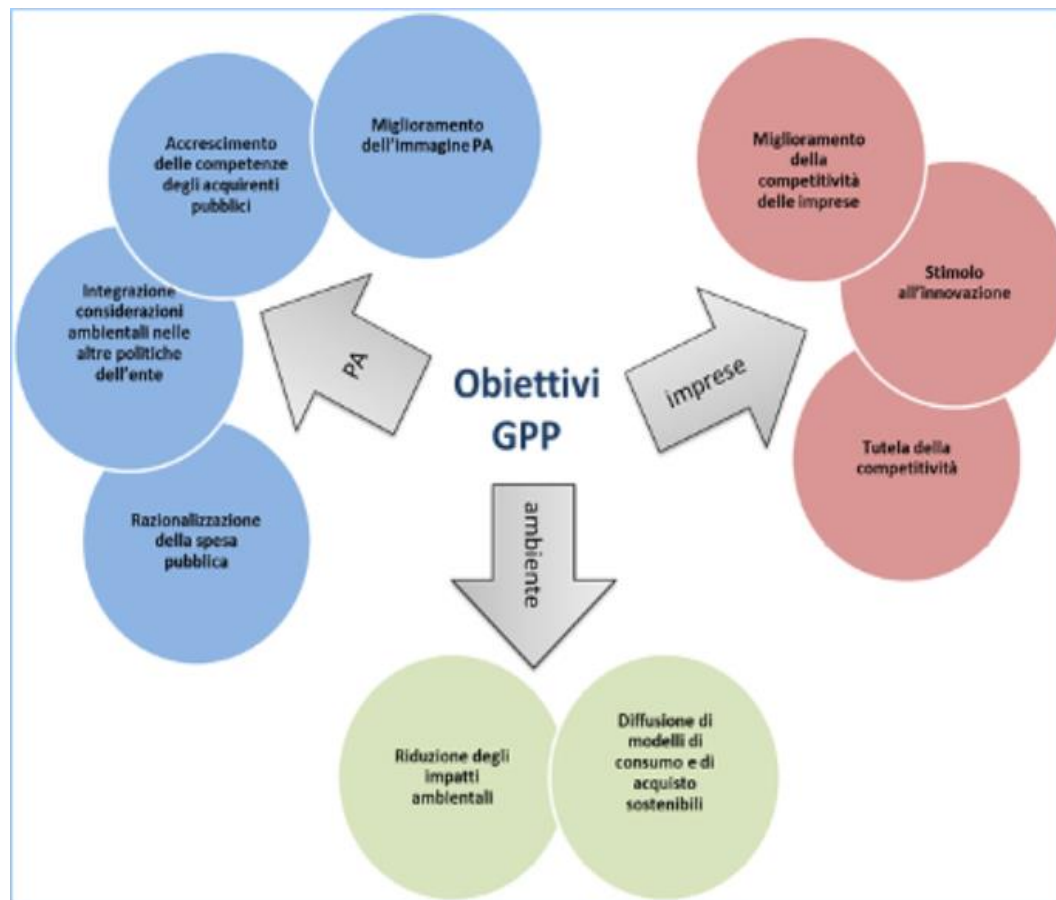 Miglioramento
dell'immagine PA
Accrescimento
delle competenze
degli acquirenti
pubblici
Integrazione
considerazioni
ambientali nelle
altre politiche
dell'ente
Razionalizzazione
della spesa
pubblica
PA
Obiettivi
GPP
imprese
Miglioramento
della
competitività
delle imprese
Stimolo
all'innovazione
Tutela della
competitività
ambiente
Riduzione degli
impatti
ambientali
Diffusione di
modelli di
consumo e di
acquisto
sostenibili